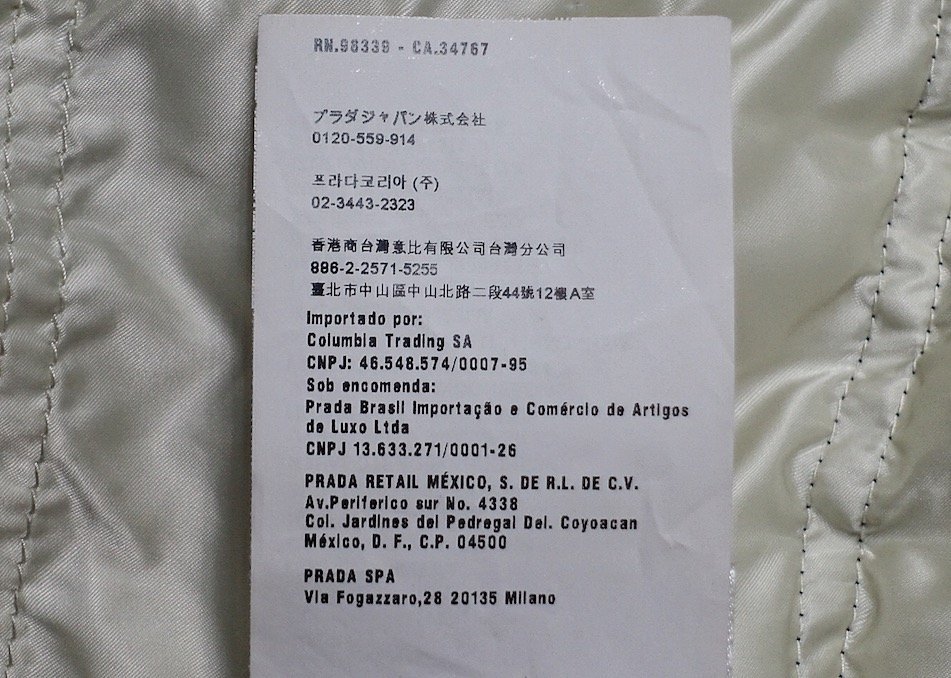 RN.98339 - CA.34767
プラダジャパン株式会社
0120-559-914
프라다코리아 (주)
02-3443-2323
香港商台灣意比有限公司台灣分公司
886-2-2571-5255
臺北市中山區中山北路二段44號12樓A室
Importado por:
Columbia Trading SA
CNPJ: 46.548.574/0007-95
Sob encomenda:
Prada Brasil Importação e Comércio de Artigos
de Luxo Ltda
CNPJ 13.633.271/0001-26
PRADA RETAIL MÉXICO, S. DE R.L. DE C.V.
Av.Periferico sur No. 4338
Col. Jardines del Pedregal Del. Coyoacan
México, D. F., C.P. 04500
PRADA SPA
Via Fogazzaro,28 20135 Milano